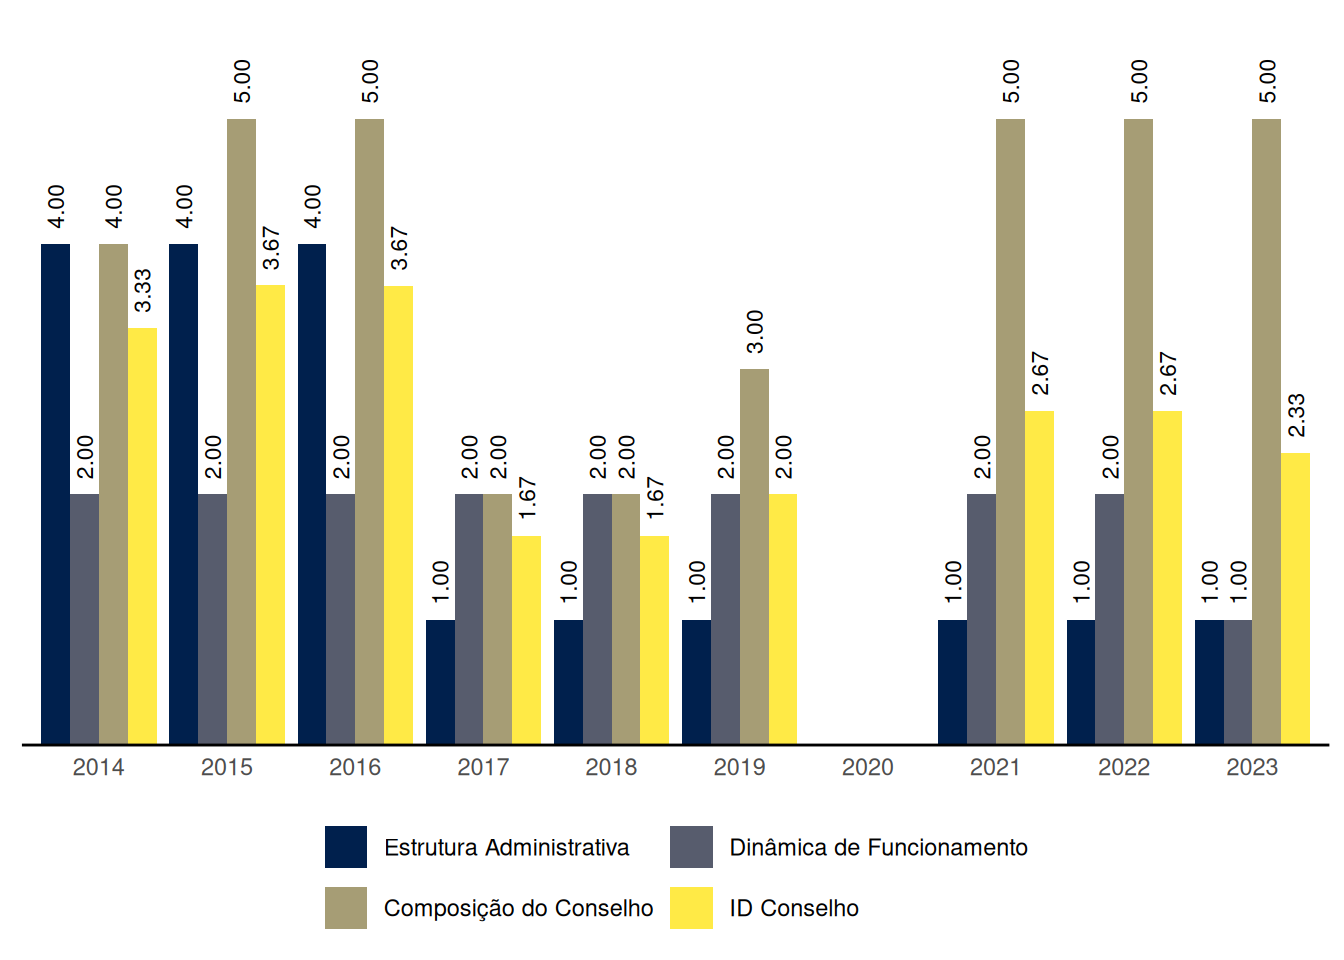 4.00 2.00 4.00 3.33
4.00 2.00 5.00 3.67
4.00 2.00 5.00 3.67
1.00 2.00 2.00 1.67
1.00 2.00 2.00 1.67
1.00 2.00 3.00 2.00
1.00 2.00 5.00 2.67
1.00 2.00 5.00 2.67
1.00 1.00 5.00 2.33
2014 2015 2016 2017 2018 2019 2020 2021 2022 2023
Estrutura Administrativa Dinâmica de Funcionamento
Composição do Conselho ID Conselho